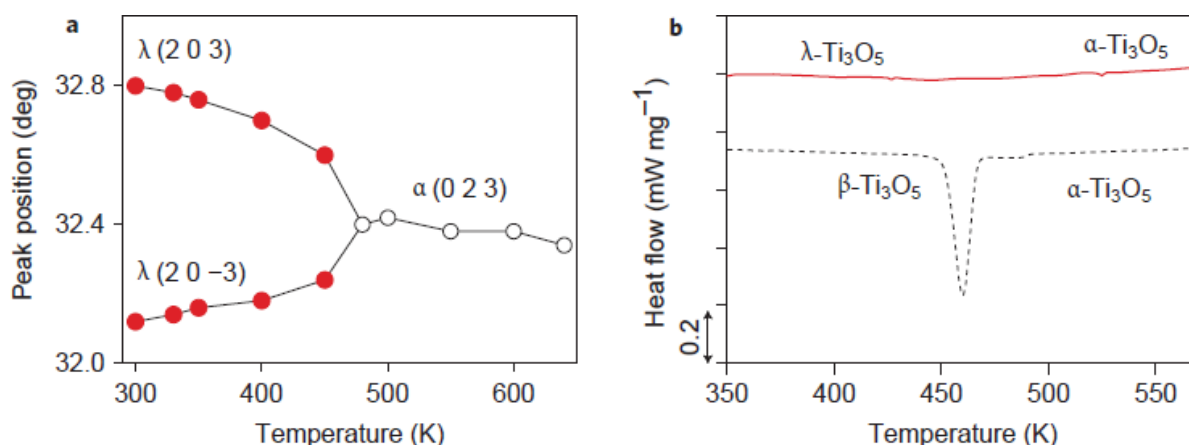 a
λ (2 0 3)
α (0 2 3)
λ (2 0 −3)
32.8
32.4
32.0
Peak position (deg)
300 400 500 600
Temperature (K)
b
λ-Ti₃O₅ α-Ti₃O₅
β-Ti₃O₅ α-Ti₃O₅
Heat flow (mW mg⁻¹)
0.2
350 400 450 500 550
Temperature (K)